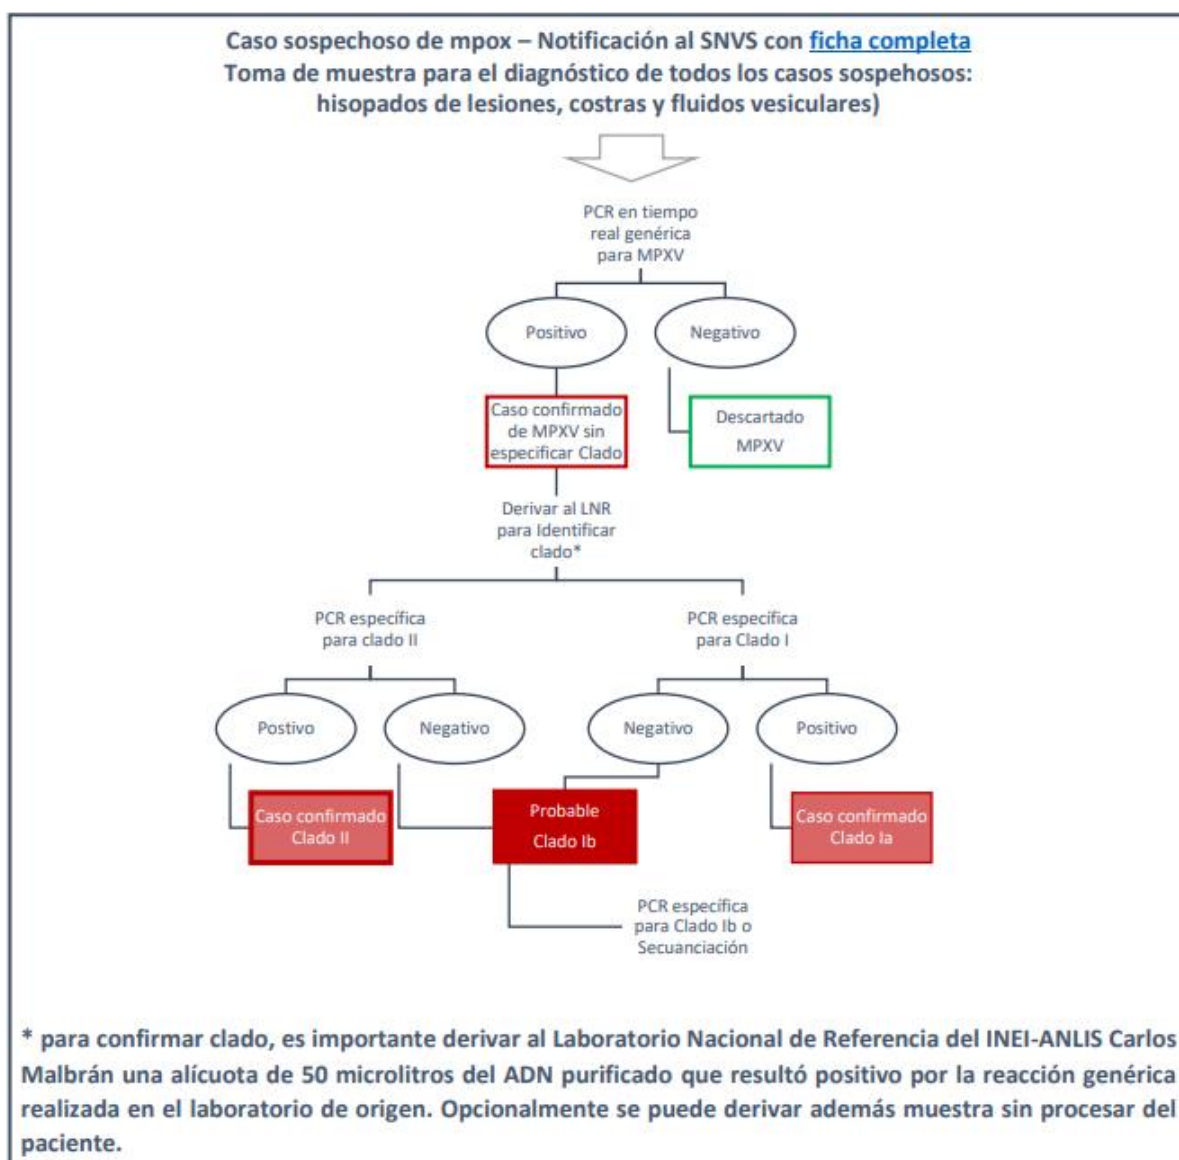 Caso sospechoso de mpox – Notificación al SNVS con ficha completa
Toma de muestra para el diagnóstico de todos los casos sospehosos:
hisopados de lesiones, costras y fluidos vesiculares)
PCR en tiempo
real genérica
para MPXV
Positivo
Negativo
Caso confirmado
de MPXV sin
especificar Clado
Descartado
MPXV
Derivar al LNR
para Identificar
clado*
PCR específica
para clado II
PCR específica
para Clado I
Postivo
Negativo
Negativo
Positivo
Caso confirmado
Clado II
Probable
Clado Ib
Caso confirmado
Clado Ia
PCR específica
para Clado Ib o
Secuanciación
* para confirmar clado, es importante derivar al Laboratorio Nacional de Referencia del INEI-ANLIS Carlos
Malbrán una alícuota de 50 microlitros del ADN purificado que resultó positivo por la reacción genérica
realizada en el laboratorio de origen. Opcionalmente se puede derivar además muestra sin procesar del
paciente.